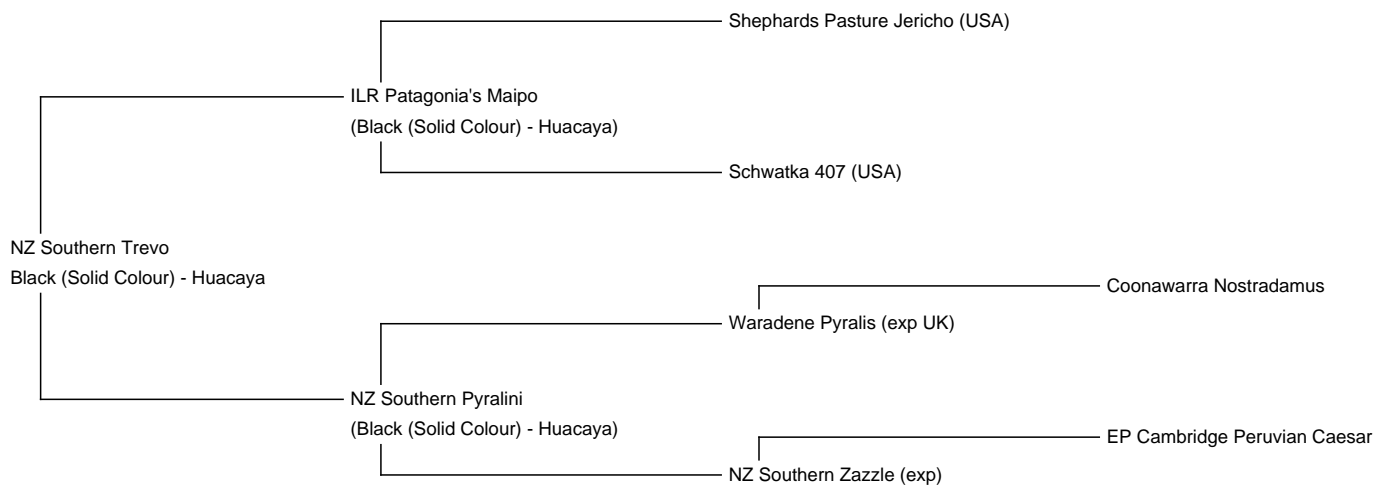 Shephards Pasture Jericho (USA)
ILR Patagonia's Maipo
(Black (Solid Colour) - Huacaya)
Schwatka 407 (USA)
NZ Southern Trevo
Black (Solid Colour) - Huacaya
Coonawarra Nostradamus
Waradene Pyralis (exp UK)
NZ Southern Pyralini
(Black (Solid Colour) - Huacaya)
EP Cambridge Peruvian Caesar
NZ Southern Zazzle (exp)